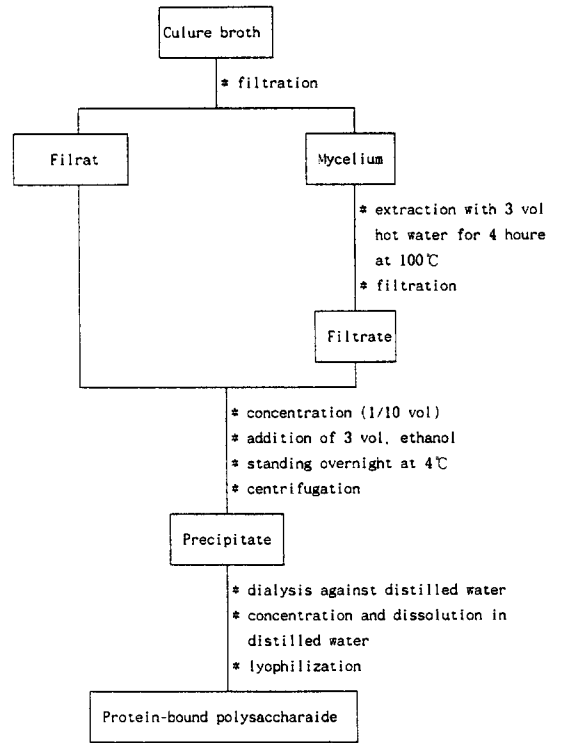 Culure broth
* filtration
Filrat
Mycelium
* extraction with 3 vol
hot water for 4 houre
at 100℃
* filtration
Filtrate
* concentration (1/10 vol)
* addition of 3 vol. ethanol
* standing overnight at 4℃
* centrifugation
Precipitate
* dialysis against distilled water
* concentration and dissolution in
distilled water
* lyophilization
Protein-bound polysaccharaide